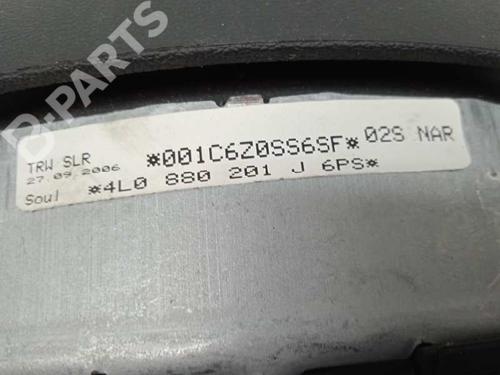 B-PARTS
TRW SLR *001C6Z0SS6SF* 02S NAR
27.09.2006
Soul *4L0 880 201 J 6PS*